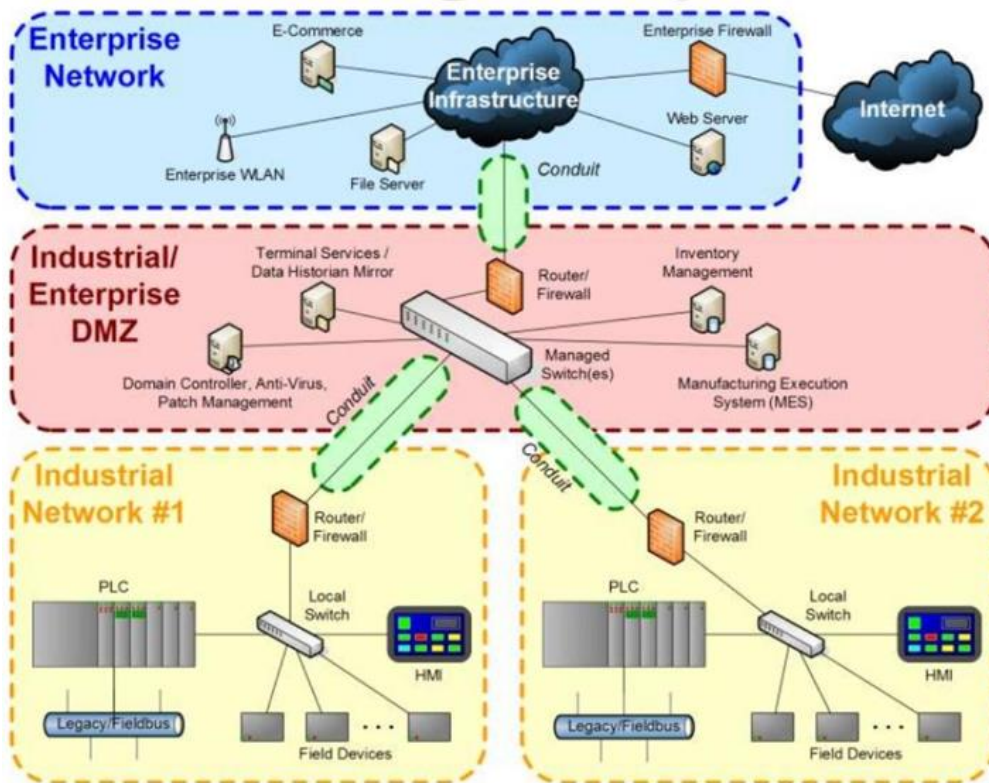 Enterprise
Network
E-Commerce
Enterprise Firewall
Enterprise
Infrastructure
Internet
Web Server
Enterprise WLAN
File Server
Conduit
Industrial/
Enterprise
DMZ
Terminal Services /
Data Historian Mirror
Router/
Firewall
Inventory
Management
Domain Controller, Anti-Virus,
Patch Management
Managed
Switch(es)
Manufacturing Execution
System (MES)
Conduit
Conduit
Industrial
Network #1
Router/
Firewall
PLC
Local
Switch
HMI
Legacy/Fieldbus
Field Devices
Industrial
Network #2
Router/
Firewall
PLC
Local
Switch
HMI
Legacy/Fieldbus
Field Devices